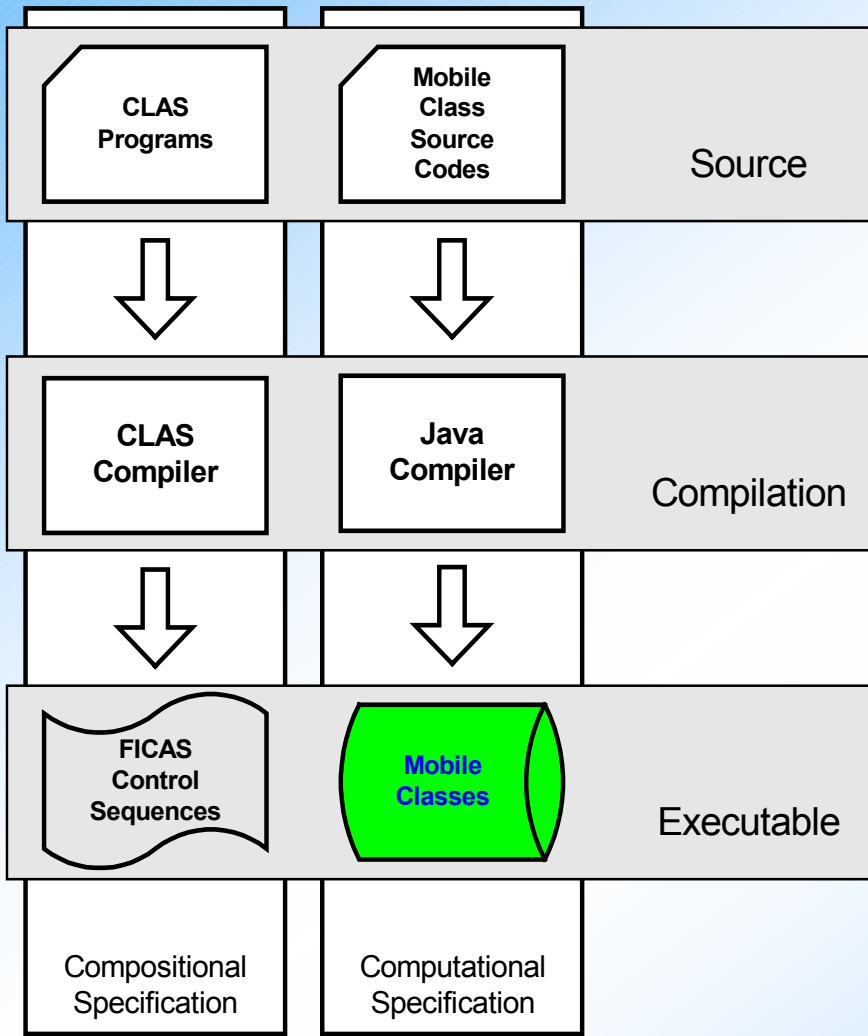 CLAS
Programs
Mobile
Class
Source
Codes
Source
CLAS
Compiler
Java
Compiler
Compilation
FICAS
Control
Sequences
Mobile
Classes
Executable
Compositional
Specification
Computational
Specification